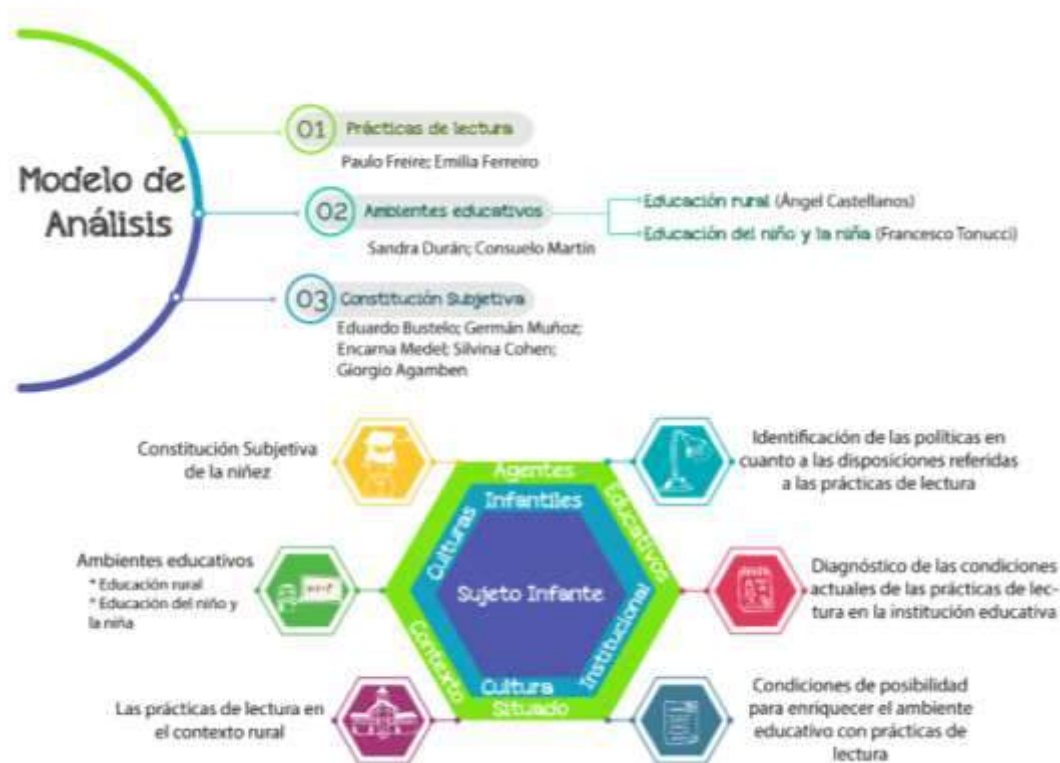 Modelo de
Análisis
01 Prácticas de lectura
Paulo Freire; Emilia Ferreiro
02 Ambientes educativos
Sandra Durán; Consuelo Martín
Educación rural (Ángel Castellanos)
Educación del niño y la niña (Francesco Tonucci)
03 Constitución Subjetiva
Eduardo Bustelo; Germán Muñoz;
Encarna Medel; Silvina Cohen;
Giorgio Agamben
Constitución Subjetiva
de la niñez
Ambientes educativos
* Educación rural
* Educación del niño y
la niña
Las prácticas de lectura en
el contexto rural
Agentes
Educativos
Culturas
Infantiles
Sujeto Infante
Cultura
Institucional
Contexto
Situado
Identificación de las políticas en
cuanto a las disposiciones referidas
a las prácticas de lectura
Diagnóstico de las condiciones
actuales de las prácticas de lec-
tura en la institución educativa
Condiciones de posibilidad
para enriquecer el ambiente
educativo con prácticas de
lectura